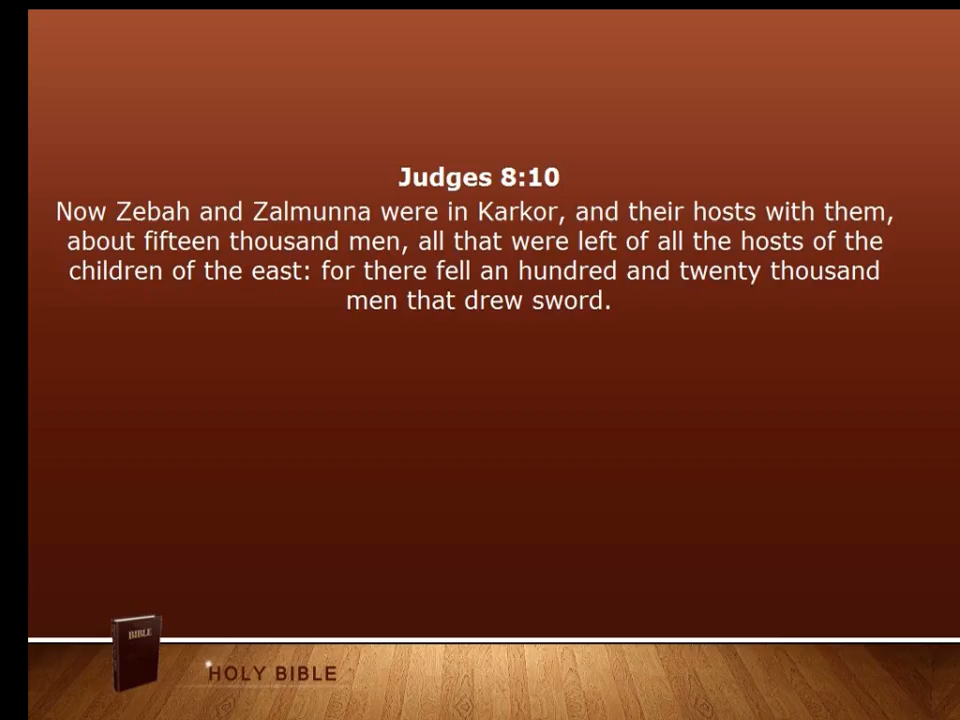 Judges 8:10
Now Zebah and Zalmunna were in Karkor, and their hosts with them,
about fifteen thousand men, all that were left of all the hosts of the
children of the east: for there fell an hundred and twenty thousand
men that drew sword.
BIBLE
HOLY BIBLE